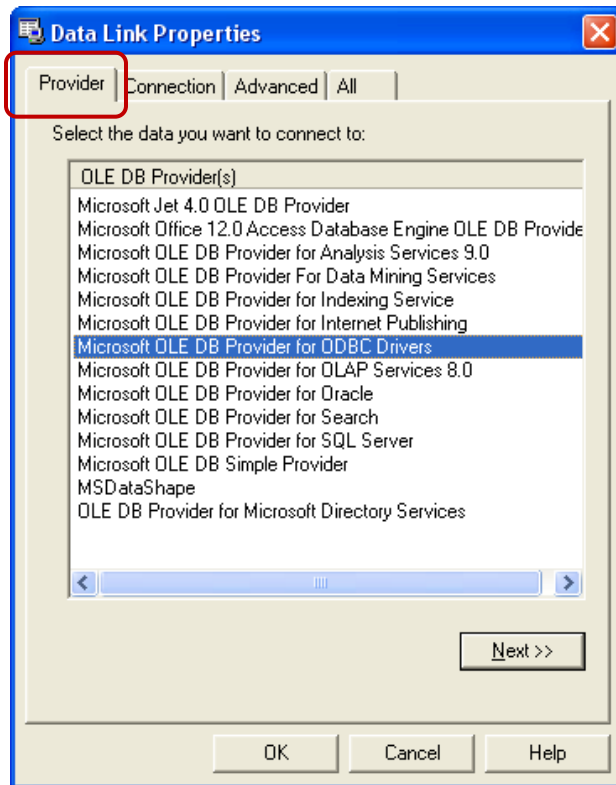 Data Link Properties
Provider Connection Advanced All
Select the data you want to connect to:
OLE DB Provider(s)
Microsoft Jet 4.0 OLE DB Provider
Microsoft Office 12.0 Access Database Engine OLE DB Provide
Microsoft OLE DB Provider for Analysis Services 9.0
Microsoft OLE DB Provider For Data Mining Services
Microsoft OLE DB Provider for Indexing Service
Microsoft OLE DB Provider for Internet Publishing
Microsoft OLE DB Provider for ODBC Drivers
Microsoft OLE DB Provider for OLAP Services 8.0
Microsoft OLE DB Provider for Oracle
Microsoft OLE DB Provider for Search
Microsoft OLE DB Provider for SQL Server
Microsoft OLE DB Simple Provider
MSDataShape
OLE DB Provider for Microsoft Directory Services
Next >>
OK Cancel Help